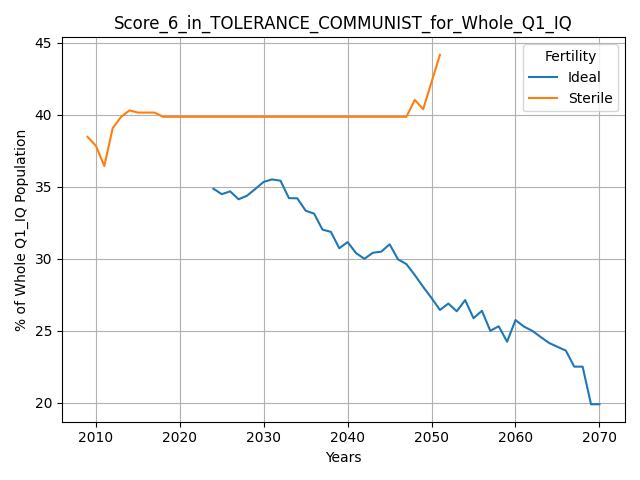 Score_6_in_TOLERANCE_COMMUNIST_for_Whole_Q1_IQ
Fertility
Ideal
Sterile
% of Whole Q1_IQ Population
45
40
35
30
25
20
2010 2020 2030 2040 2050 2060 2070
Years